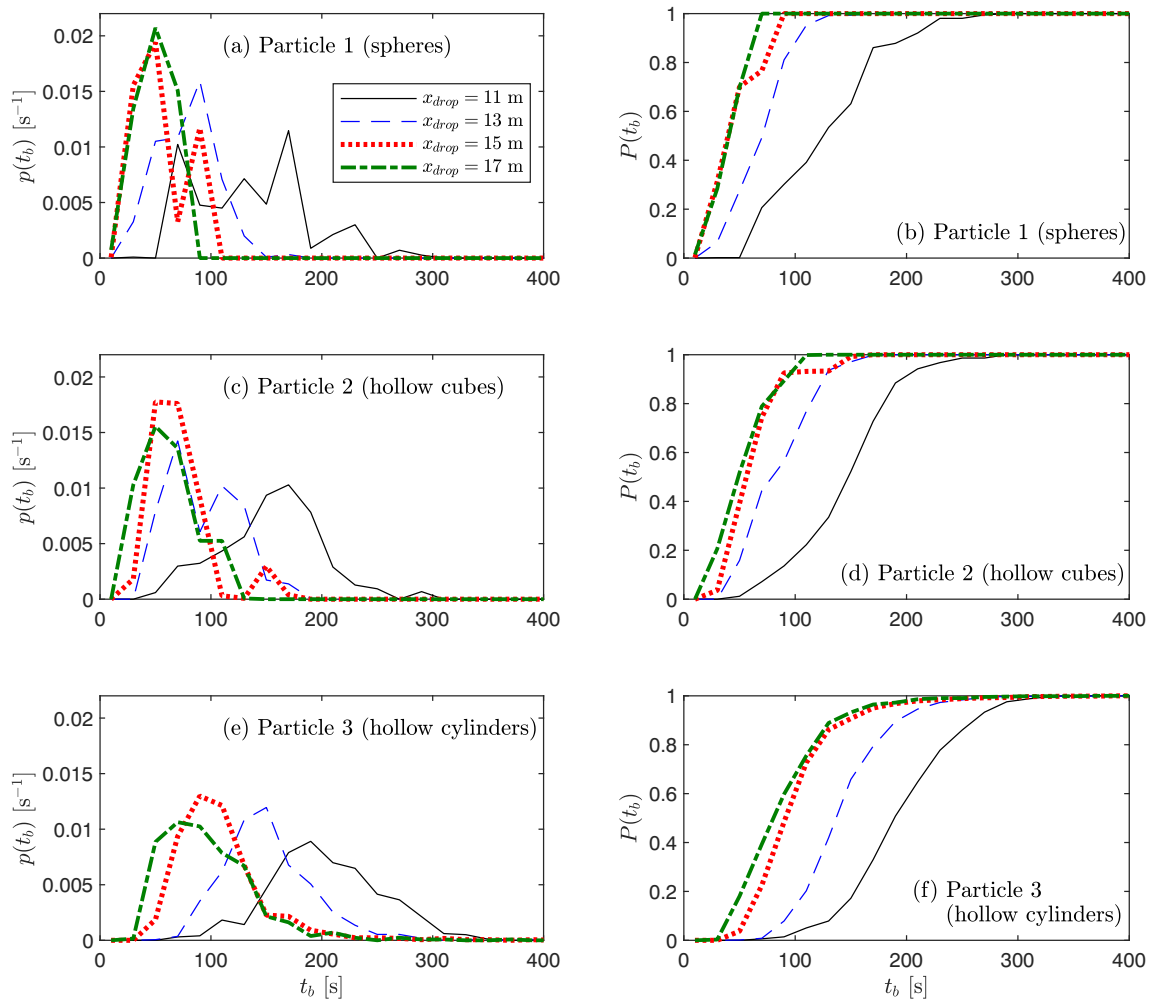 (a) Particle 1 (spheres)
p(t_b) [s⁻¹]
0.02
0.015
0.01
0.005
0
x_drop = 11 m
x_drop = 13 m
x_drop = 15 m
x_drop = 17 m
0 100 200 300 400
P(t_b)
1
0.8
0.6
0.4
0.2
0
(b) Particle 1 (spheres)
0 100 200 300 400
(c) Particle 2 (hollow cubes)
p(t_b) [s⁻¹]
0.02
0.015
0.01
0.005
0
0 100 200 300 400
P(t_b)
1
0.8
0.6
0.4
0.2
0
(d) Particle 2 (hollow cubes)
0 100 200 300 400
(e) Particle 3 (hollow cylinders)
p(t_b) [s⁻¹]
0.02
0.015
0.01
0.005
0
0 100 200 300 400
t_b [s]
P(t_b)
1
0.8
0.6
0.4
0.2
0
(f) Particle 3
(hollow cylinders)
0 100 200 300 400
t_b [s]